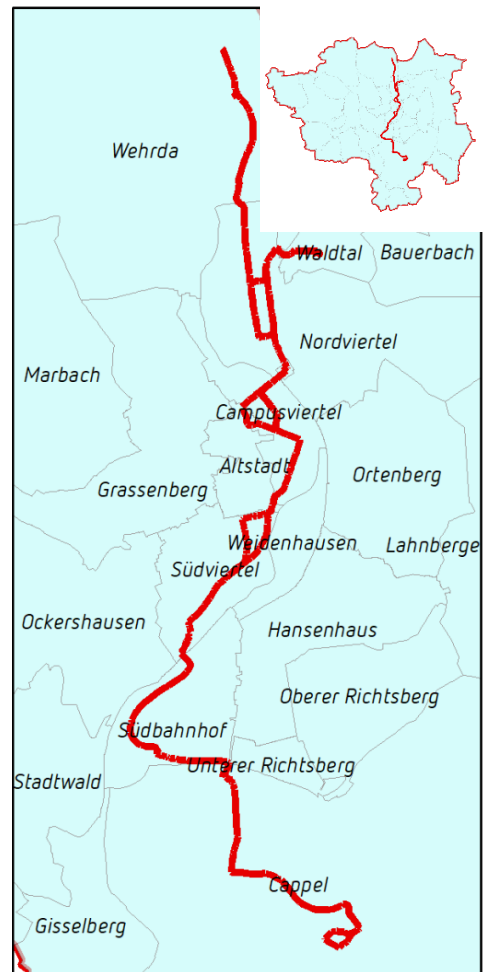 Wehrda
Waldtal
Bauerbach
Nordviertel
Marbach
Campusviertel
Altstadt
Ortenberg
Grassenberg
Weidenhausen
Lahnberge
Südviertel
Ockershausen
Hansenhaus
Oberer Richtsberg
Südbahnhof
Unterer Richtsberg
Stadtwald
Cappel
Gisselberg